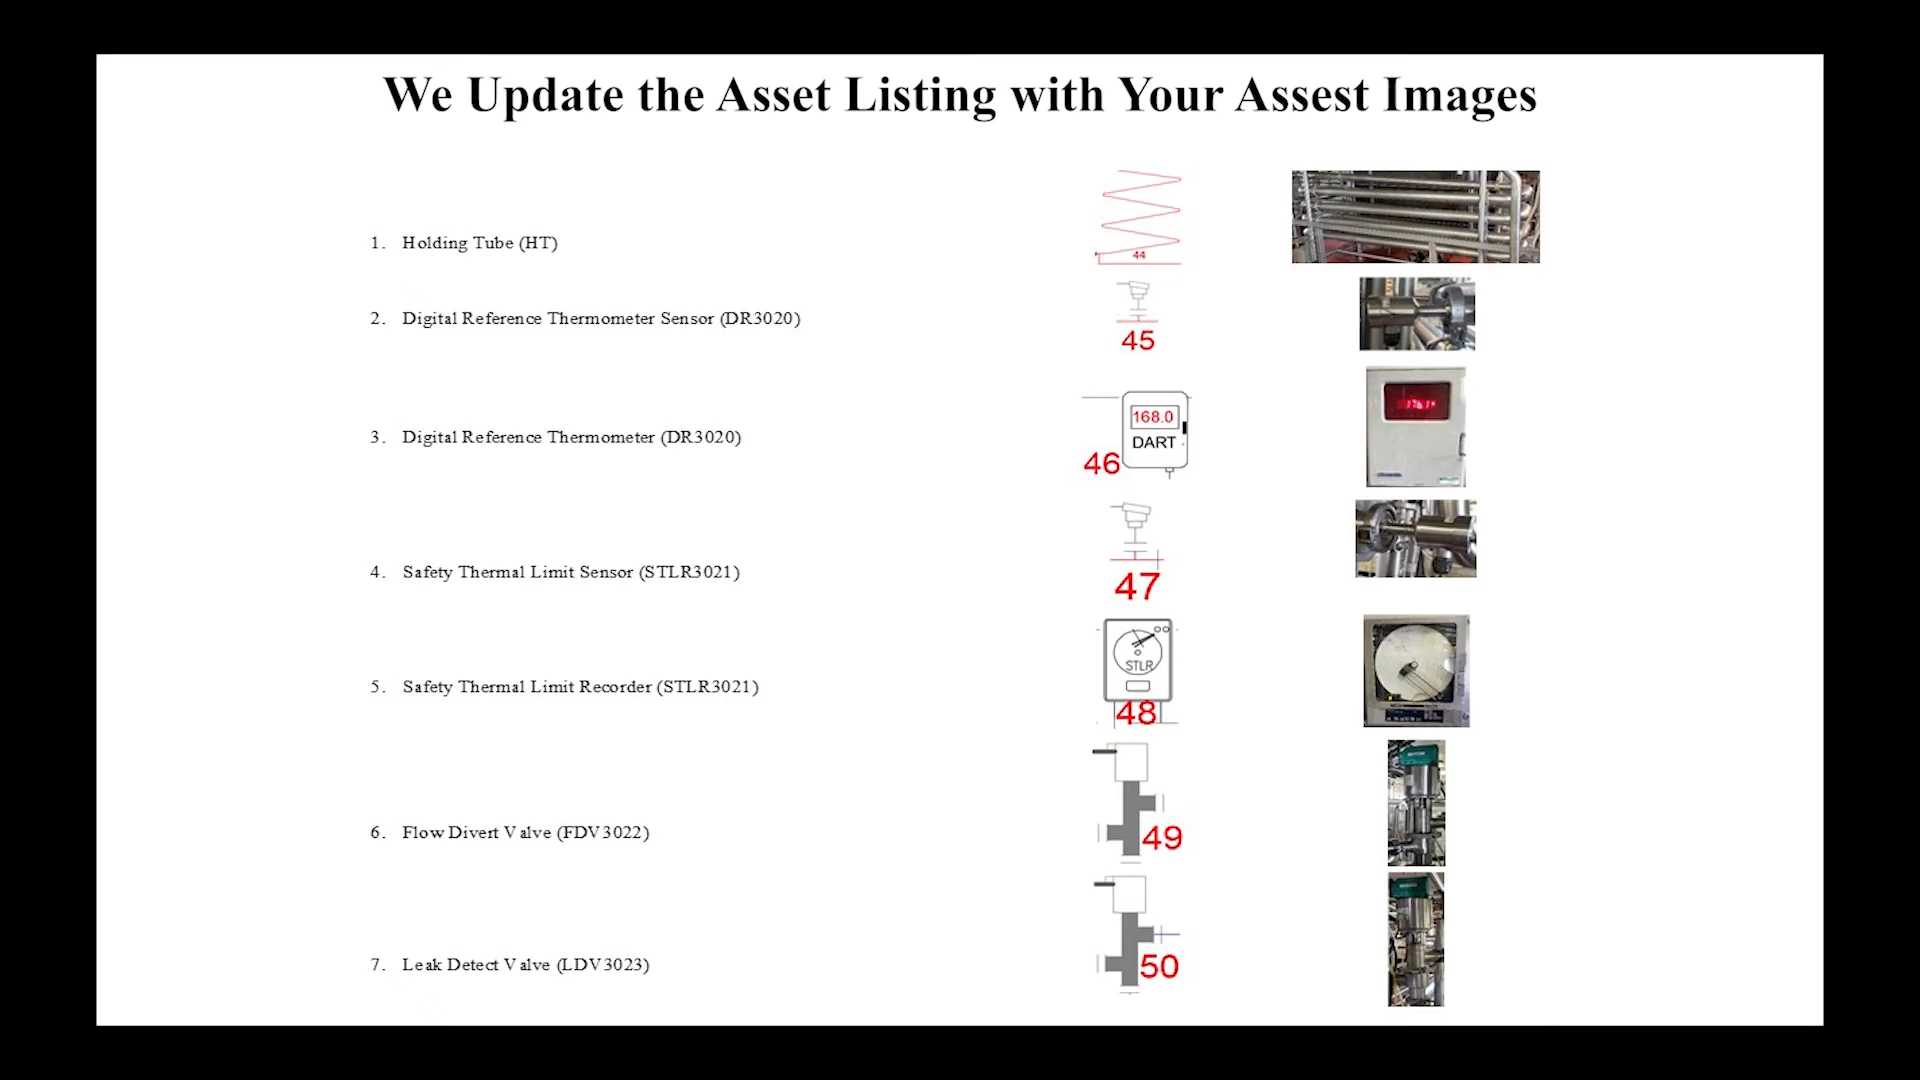 We Update the Asset Listing with Your Assest Images
1. Holding Tube (HT)
44
2. Digital Reference Thermometer Sensor (DR3020)
45
3. Digital Reference Thermometer (DR3020)
168.0
DART
46
4. Safety Thermal Limit Sensor (STLR3021)
47
5. Safety Thermal Limit Recorder (STLR3021)
STLR
48
6. Flow Divert Valve (FDV3022)
49
7. Leak Detect Valve (LDV3023)
50